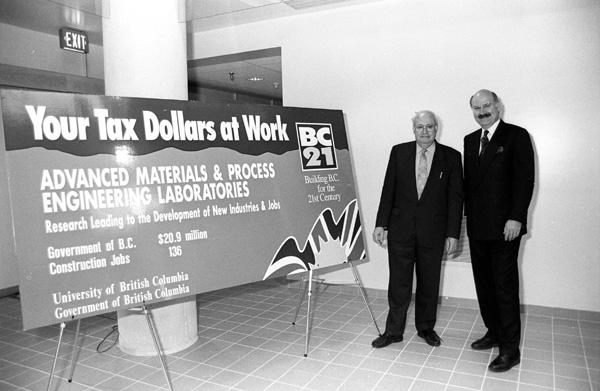 EXIT
Your Tax Dollars at Work
BC
21
Building B.C.
for the
21st Century
ADVANCED MATERIALS & PROCESS
ENGINEERING LABORATORIES
Research Leading to the Development of New Industries & Jobs
Government of B.C. $20.9 million
Construction Jobs 136
University of British Columbia
Government of British Columbia